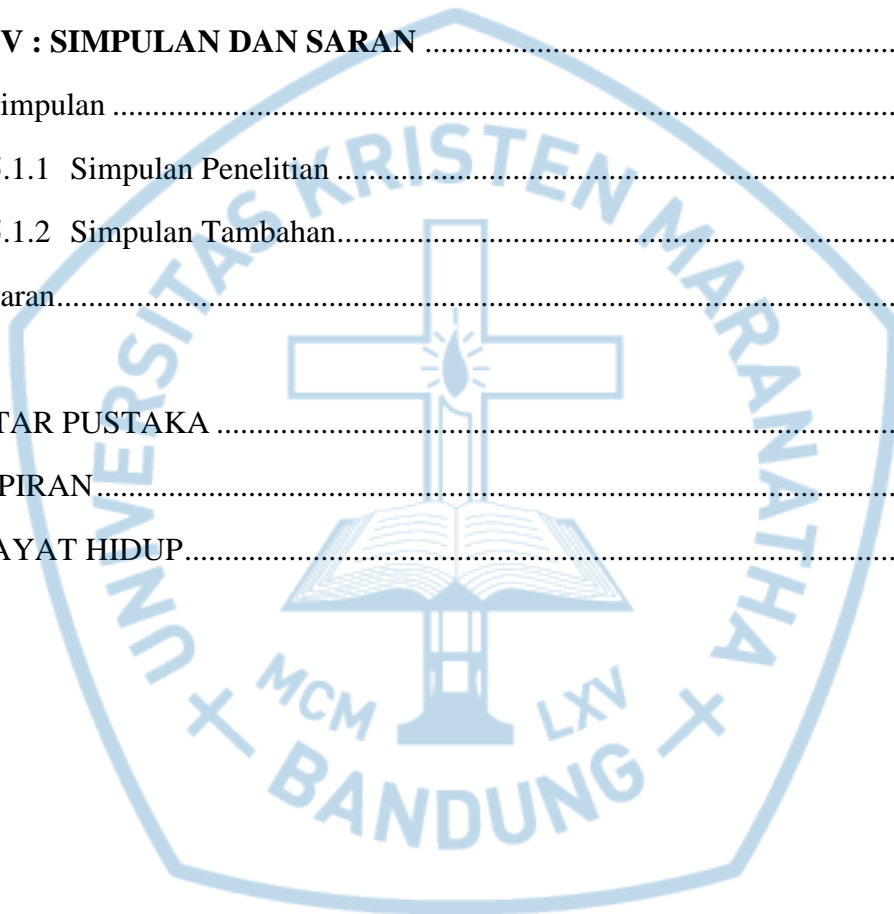 V : SIMPULAN DAN SARAN ........................................................
impulan ........................................................................................
5.1.1 Simpulan Penelitian ..............................................................
5.1.2 Simpulan Tambahan..............................................................
aran...............................................................................................
TAR PUSTAKA ............................................................................
PIRAN...........................................................................................
AYAT HIDUP................................................................................
UNIVERSITAS KRISTEN MARANATHA
MCM LXV
BANDUNG